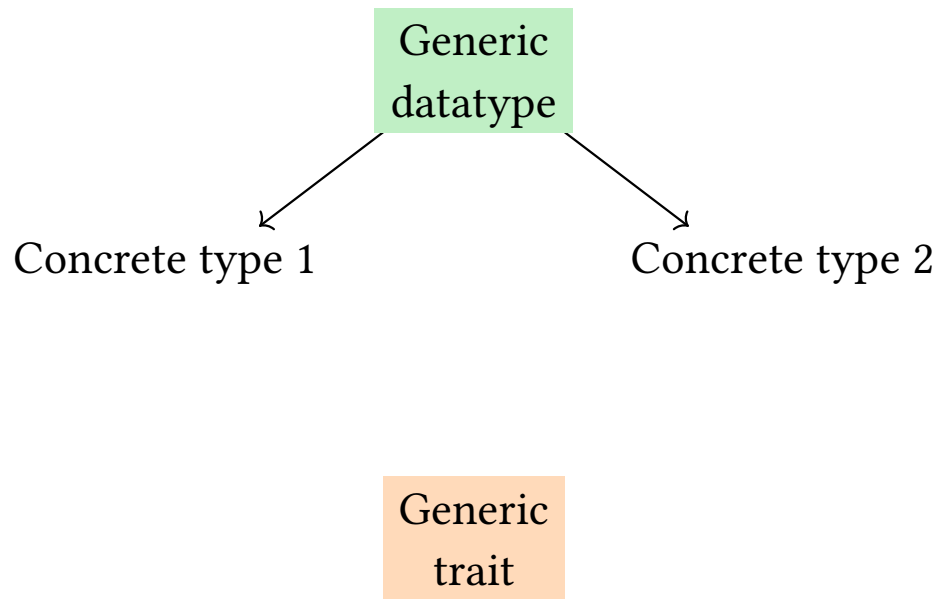 Generic
datatype
Concrete type 1
Concrete type 2
Generic
trait